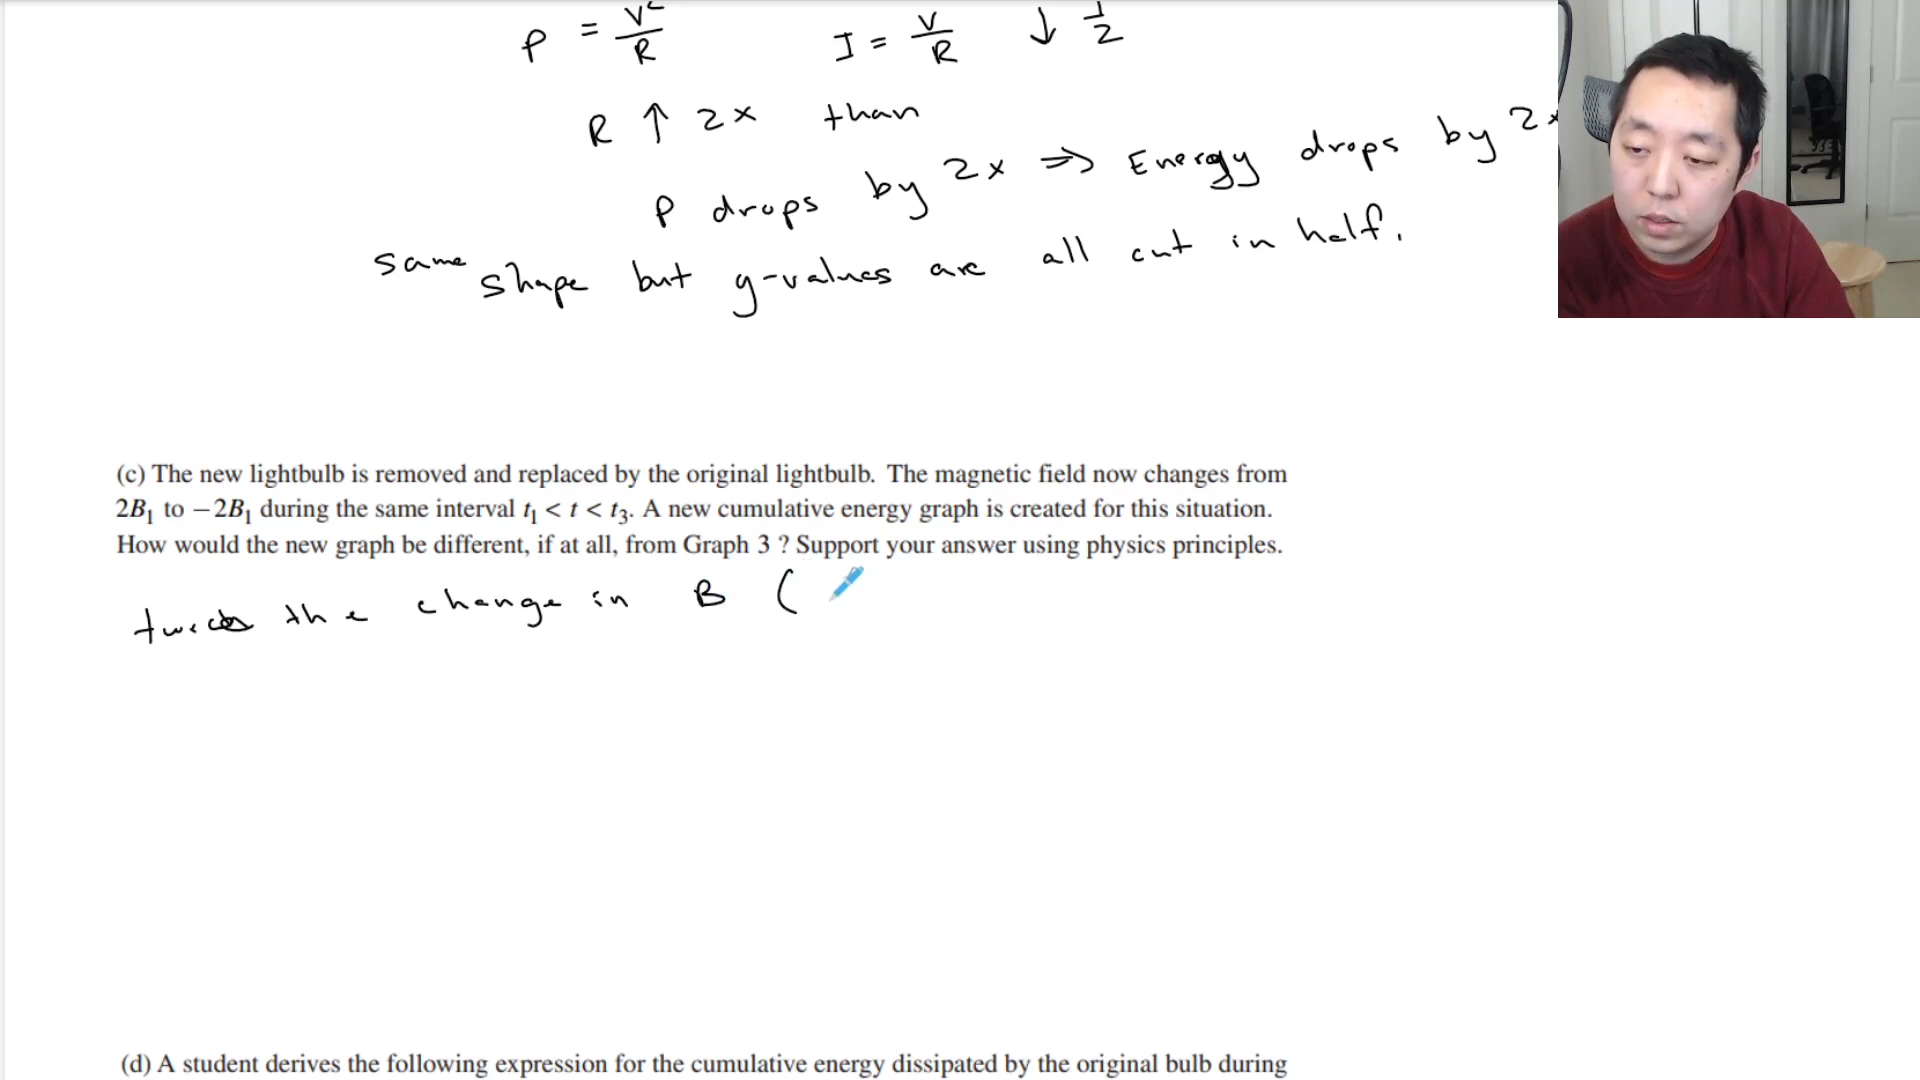 P = V²/R I = V/R ↓ 1/2
R ↑ 2x than
P drops by 2x => Energy drops by 2x
same shape but y-values are all cut in half.
(c) The new lightbulb is removed and replaced by the original lightbulb. The magnetic field now changes from
2B₁ to −2B₁ during the same interval t₁ < t < t₃. A new cumulative energy graph is created for this situation.
How would the new graph be different, if at all, from Graph 3 ? Support your answer using physics principles.
the change in B (
(d) A student derives the following expression for the cumulative energy dissipated by the original bulb during